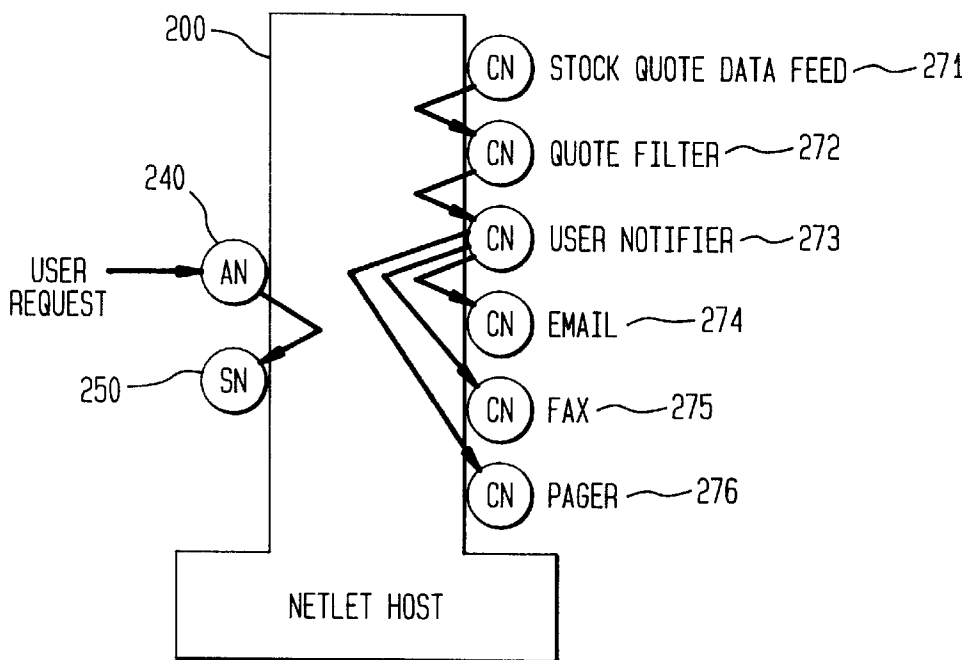 200
CN STOCK QUOTE DATA FEED 271
CN QUOTE FILTER 272
240
CN USER NOTIFIER 273
USER REQUEST
AN
CN EMAIL 274
250
SN
CN FAX 275
CN PAGER 276
NETLET HOST